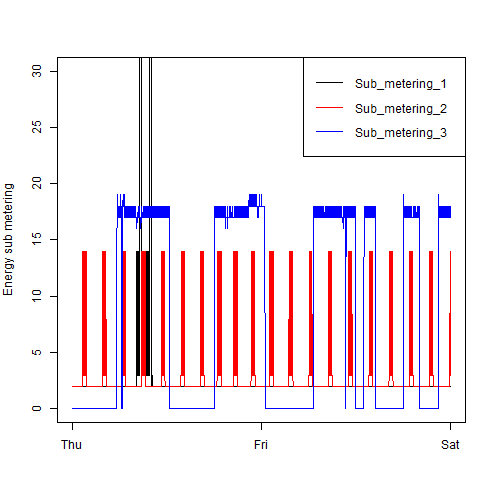 Sub_metering_1
Sub_metering_2
Sub_metering_3
Energy sub metering
30
25
20
15
10
5
0
Thu
Fri
Sat